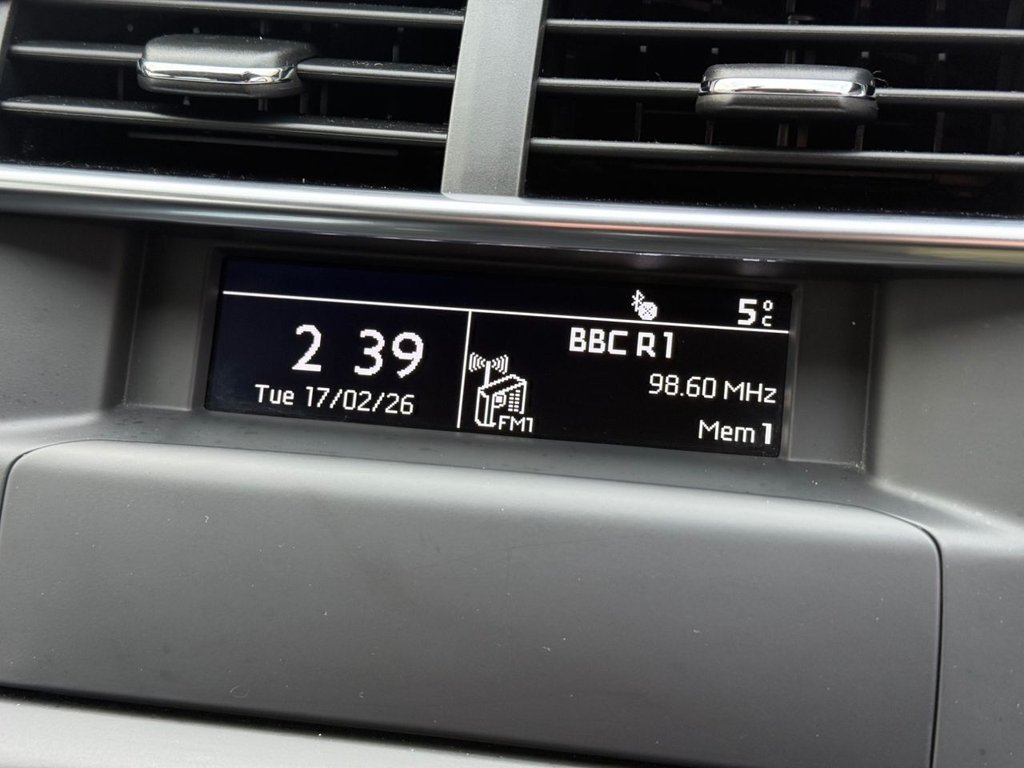 5°C
2 39
Tue 17/02/26
FM1
BBC R1
98.60 MHz
Mem 1